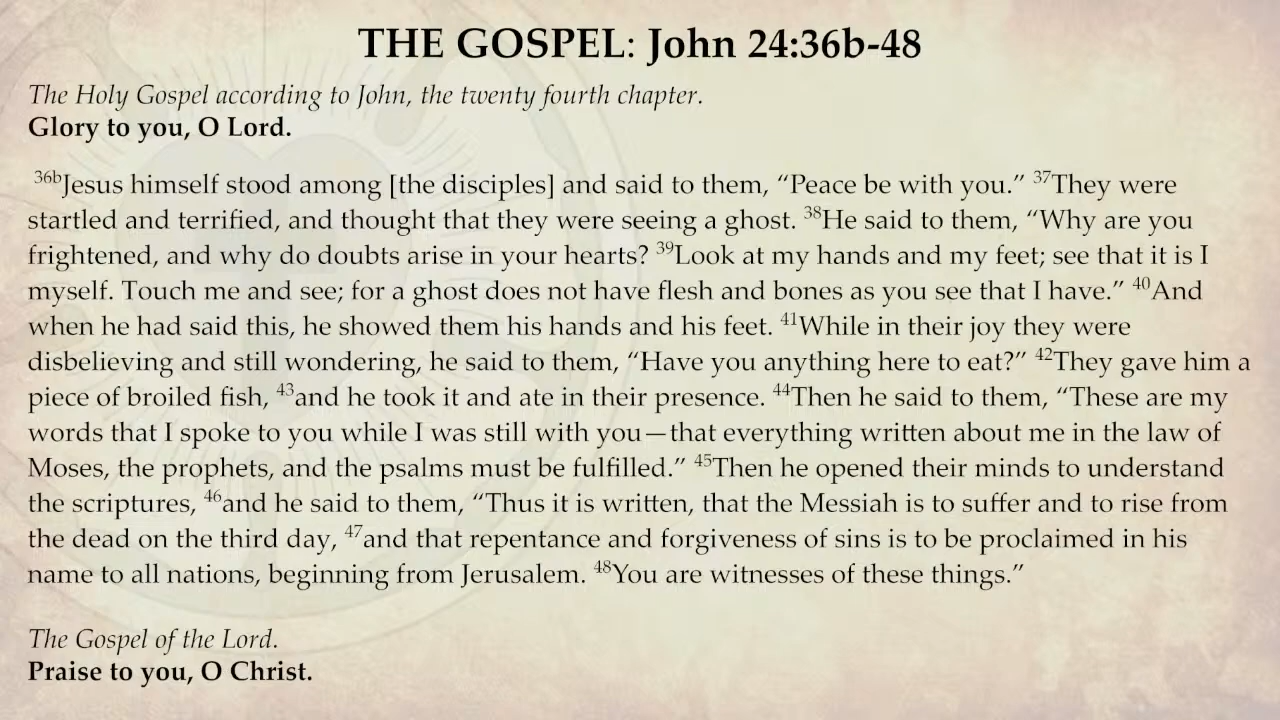 THE GOSPEL: John 24:36b-48
The Holy Gospel according to John, the twenty fourth chapter.
Glory to you, O Lord.
36bJesus himself stood among [the disciples] and said to them, “Peace be with you.” 37They were
startled and terrified, and thought that they were seeing a ghost. 38He said to them, “Why are you
frightened, and why do doubts arise in your hearts? 39Look at my hands and my feet; see that it is I
myself. Touch me and see; for a ghost does not have flesh and bones as you see that I have.” 40And
when he had said this, he showed them his hands and his feet. 41While in their joy they were
disbelieving and still wondering, he said to them, “Have you anything here to eat?” 42They gave him a
piece of broiled fish, 43and he took it and ate in their presence. 44Then he said to them, “These are my
words that I spoke to you while I was still with you—that everything written about me in the law of
Moses, the prophets, and the psalms must be fulfilled.” 45Then he opened their minds to understand
the scriptures, 46and he said to them, “Thus it is written, that the Messiah is to suffer and to rise from
the dead on the third day, 47and that repentance and forgiveness of sins is to be proclaimed in his
name to all nations, beginning from Jerusalem. 48You are witnesses of these things.”
The Gospel of the Lord.
Praise to you, O Christ.